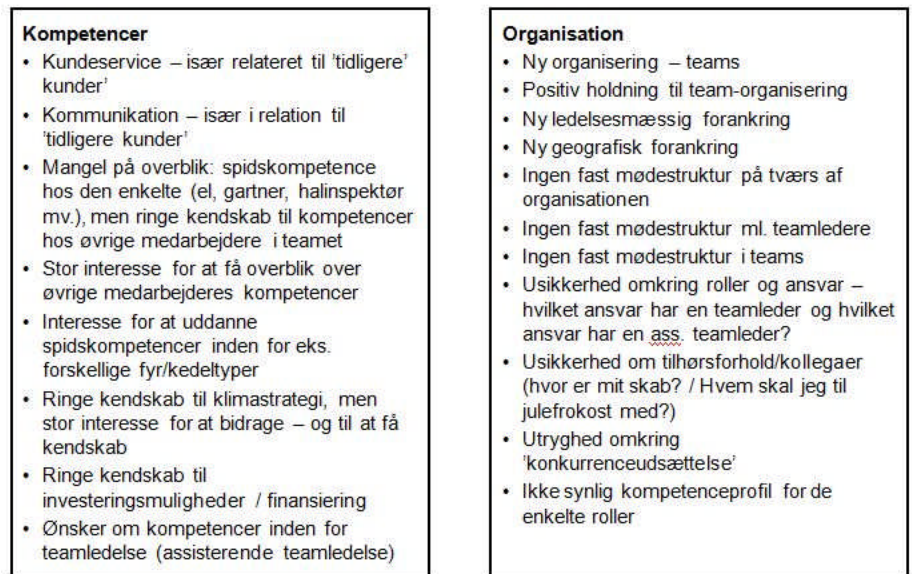 Kompetencer
• Kundeservice – især relateret til 'tidligere'
kunder'
• Kommunikation – især i relation til
'tidligere kunder'
• Mangel på overblik: spidskompetence
hos den enkelte (el, gartner, halinspektør
mv.), men ringe kendskab til kompetencer
hos øvrige medarbejdere i teamet
• Stor interesse for at få overblik over
øvrige medarbejderes kompetencer
• Interesse for at uddanne
spidskompetencer inden for eks.
forskellige fyr/kedeltyper
• Ringe kendskab til klimastrategi, men
stor interesse for at bidrage – og til at få
kendskab
• Ringe kendskab til
investeringsmuligheder / finansiering
• Ønsker om kompetencer inden for
teamledelse (assisterende teamledelse)
Organisation
• Ny organisering – teams
• Positiv holdning til team-organisering
• Ny ledelsesmæssig forankring
• Ny geografisk forankring
• Ingen fast mødestruktur på tværs af
organisationen
• Ingen fast mødestruktur ml. teamledere
• Ingen fast mødestruktur i teams
• Usikkerhed omkring roller og ansvar –
hvilket ansvar har en teamleder og hvilket
ansvar har en ass. teamleder?
• Usikkerhed om tilhørsforhold/kollegaer
(hvor er mit skab? / Hvem skal jeg til
julefrokost med?)
• Utryghed omkring
'konkurrenceudsættelse'
• Ikke synlig kompetenceprofil for de
enkelte roller